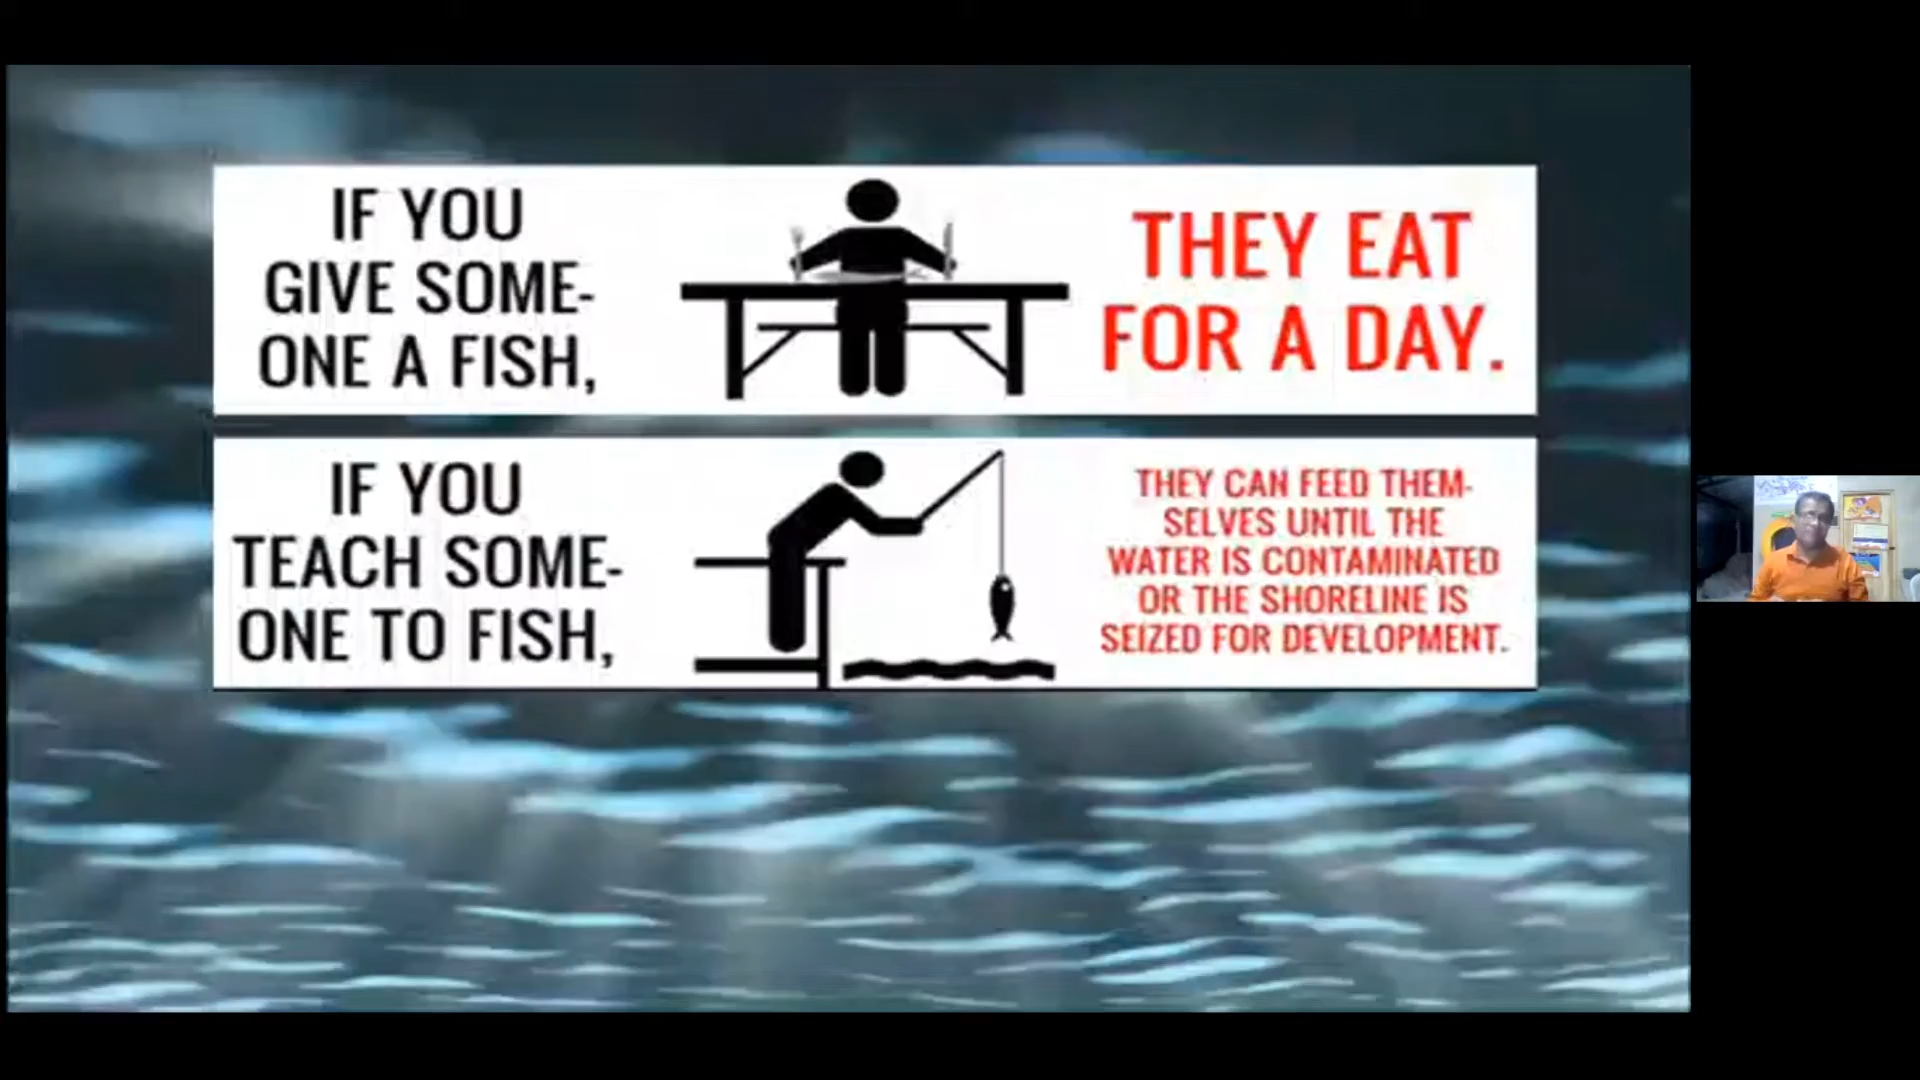 IF YOU
GIVE SOME-
ONE A FISH,
THEY EAT
FOR A DAY.
IF YOU
TEACH SOME-
ONE TO FISH,
THEY CAN FEED THEM-
SELVES UNTIL THE
WATER IS CONTAMINATED
OR THE SHORELINE IS
SEIZED FOR DEVELOPMENT.